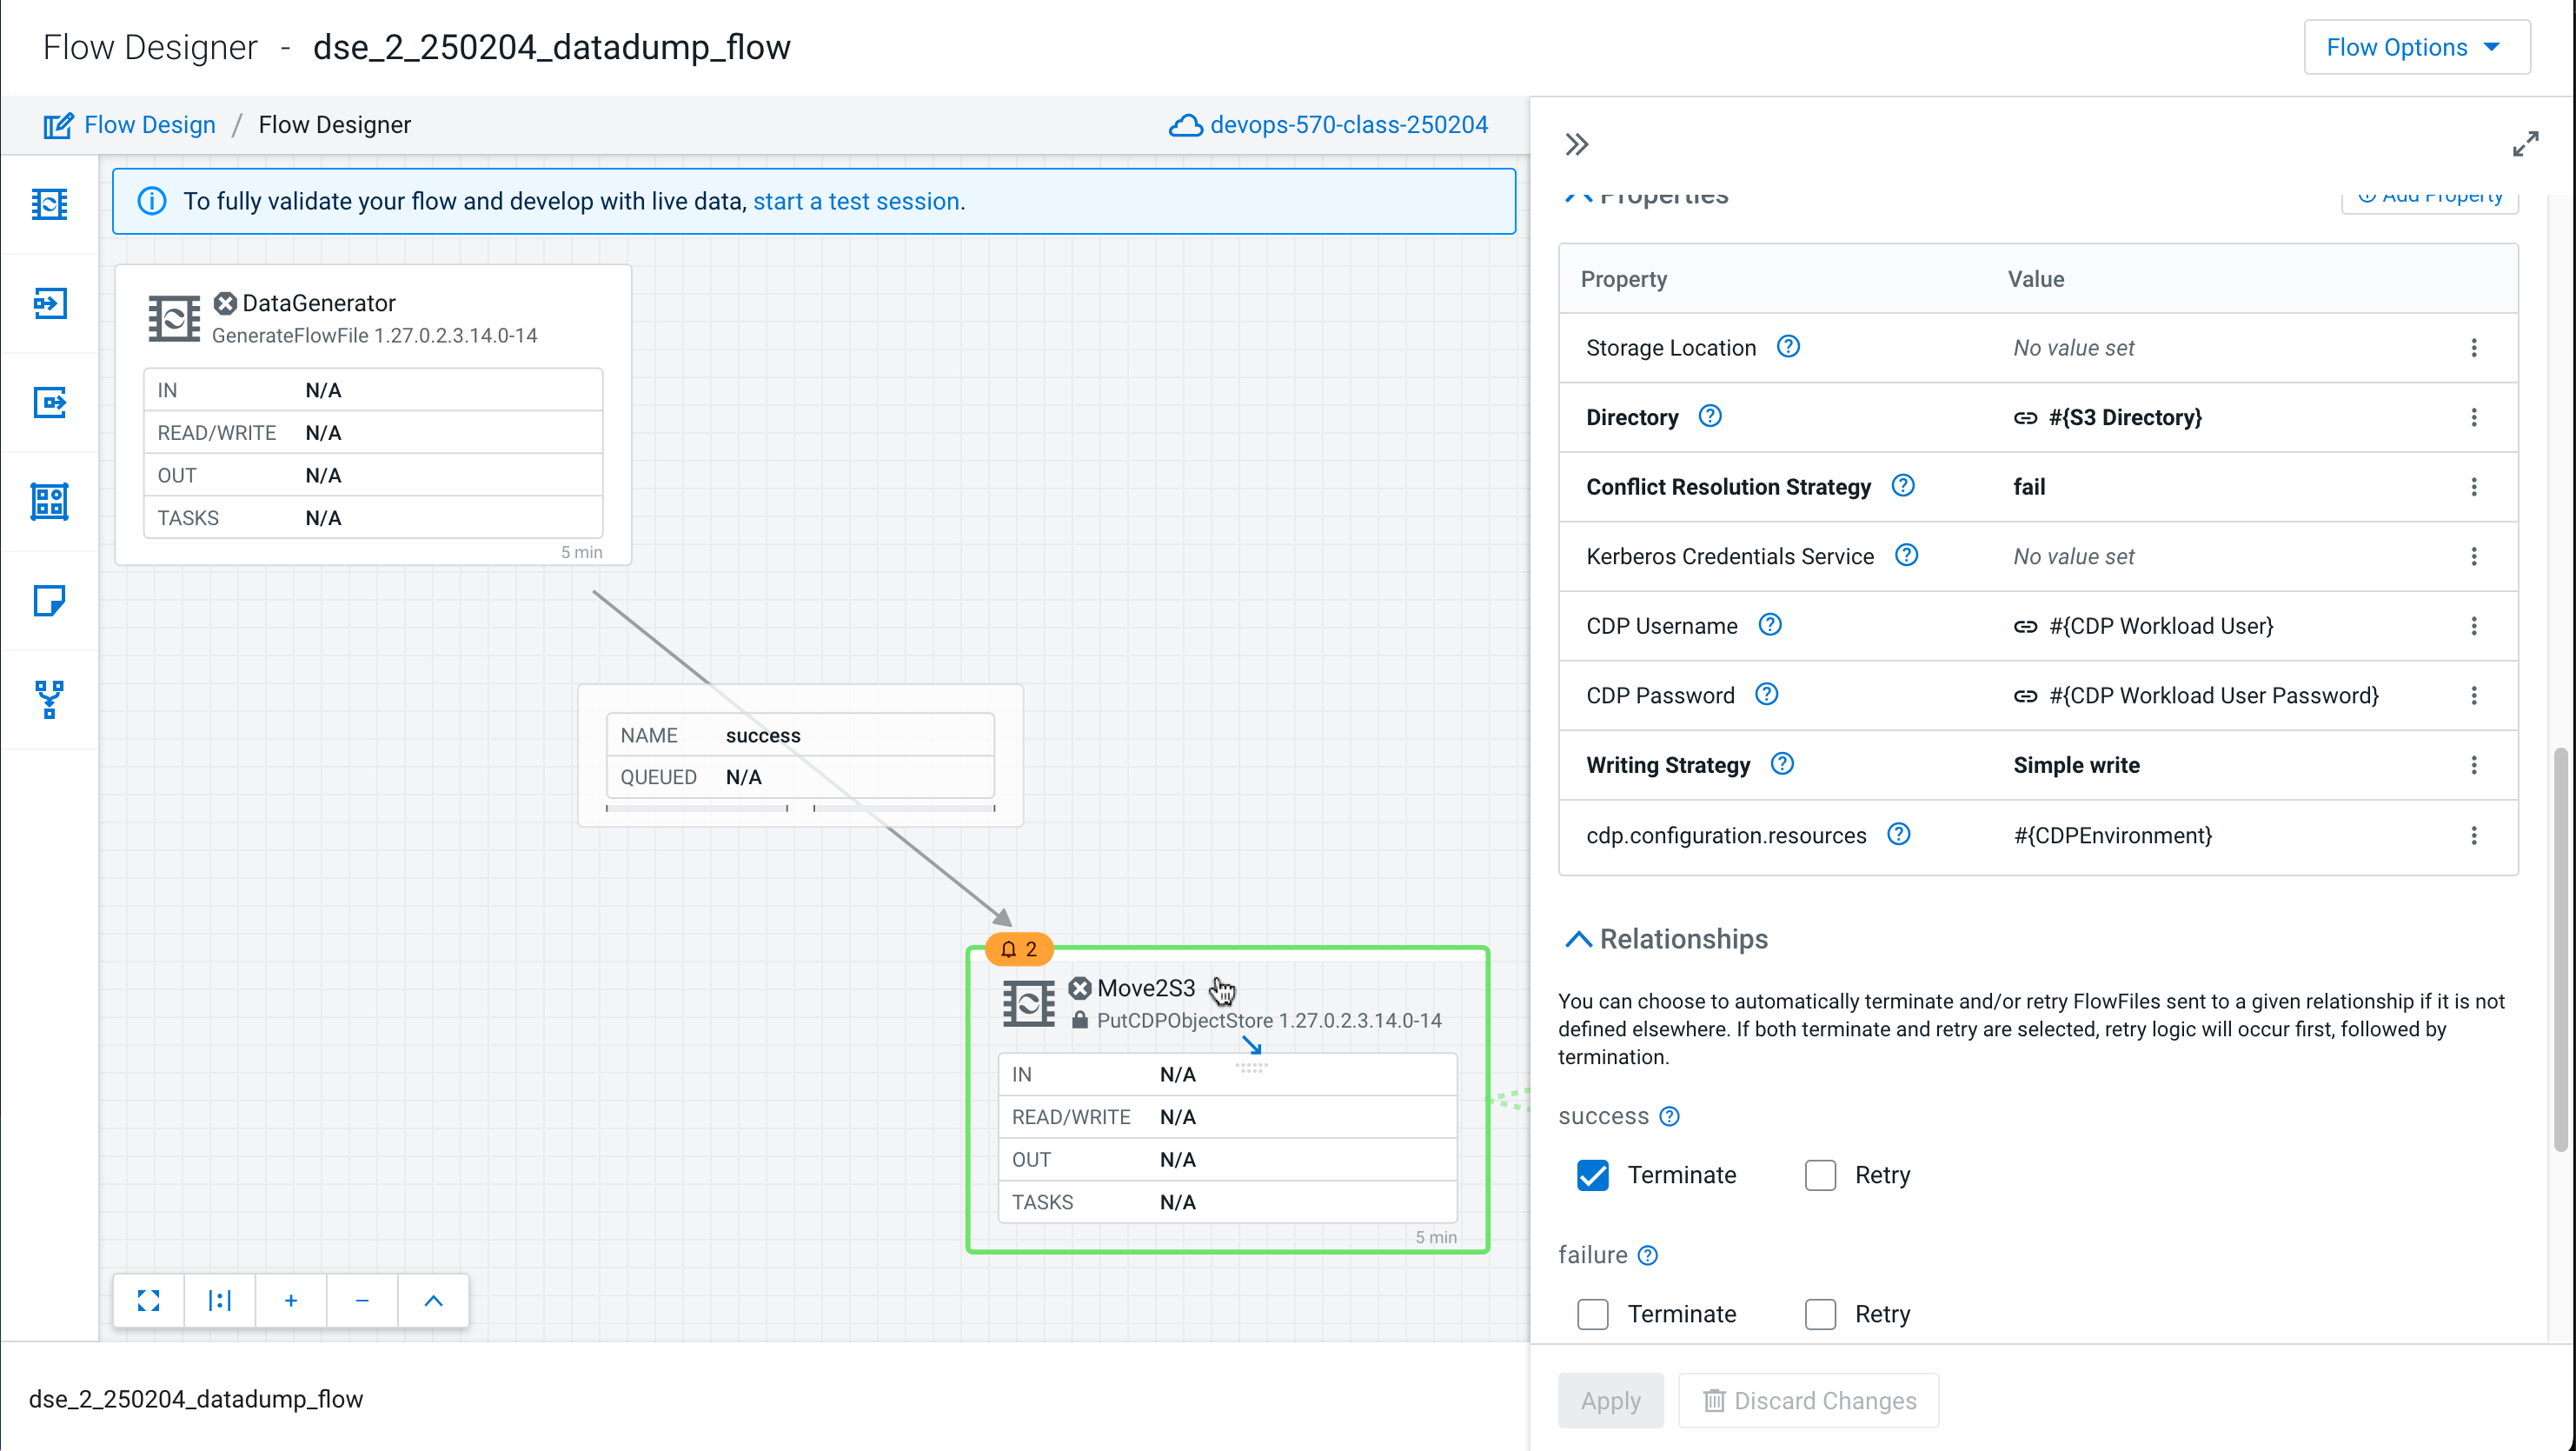 Flow Designer - dse_2_250204_datadump_flow
Flow Options
Flow Design / Flow Designer
devops-570-class-250204
To fully validate your flow and develop with live data, start a test session.
DataGenerator
GenerateFlowFile 1.27.0.2.3.14.0-14
IN N/A
READ/WRITE N/A
OUT N/A
TASKS N/A
5 min
NAME success
QUEUED N/A
2
Move2S3
PutCDPObjectStore 1.27.0.2.3.14.0-14
IN N/A
READ/WRITE N/A
OUT N/A
TASKS N/A
5 min
dse_2_250204_datadump_flow
Properties
Add Property
Property Value
Storage Location No value set
Directory #{S3 Directory}
Conflict Resolution Strategy fail
Kerberos Credentials Service No value set
CDP Username #{CDP Workload User}
CDP Password #{CDP Workload User Password}
Writing Strategy Simple write
cdp.configuration.resources #{CDPEnvironment}
Relationships
You can choose to automatically terminate and/or retry FlowFiles sent to a given relationship if it is not
defined elsewhere. If both terminate and retry are selected, retry logic will occur first, followed by
termination.
success
Terminate Retry
failure
Terminate Retry
Apply Discard Changes